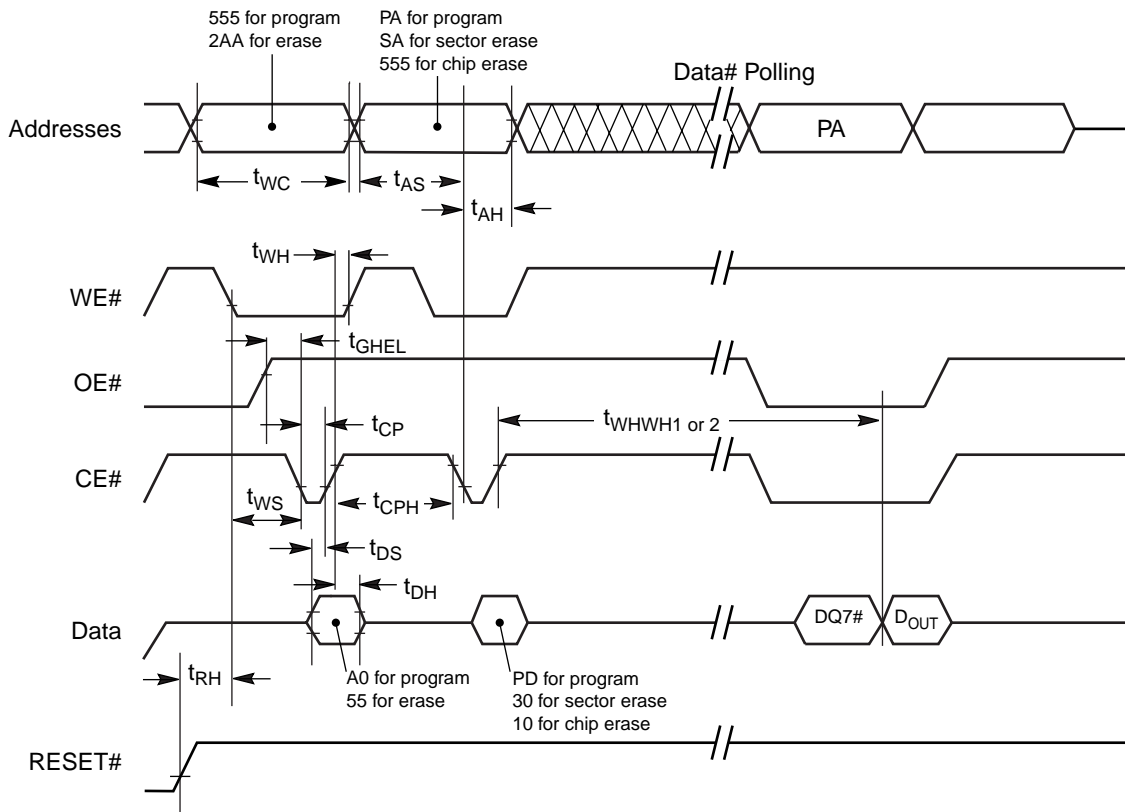 555 for program
2AA for erase
PA for program
SA for sector erase
555 for chip erase
Data# Polling
Addresses
PA
tWC
tAS
tAH
tWH
WE#
tGHEL
OE#
tCP
tWHWH1 or 2
CE#
tWS
tCPH
tDS
tDH
Data
DQ7#
DOUT
tRH
A0 for program
55 for erase
PD for program
30 for sector erase
10 for chip erase
RESET#